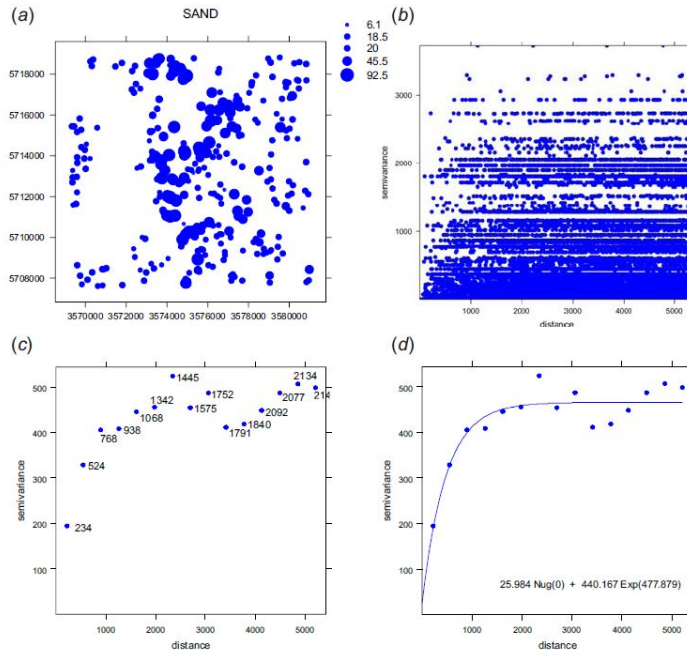 (a)
SAND
6.1
18.5
20
45.5
92.5
5718000
5716000
5714000
5712000
5710000
5708000
3570000 3572000 3574000 3576000 3578000 3580000
(b)
semivariance
3000
2000
1000
1000 2000 3000 4000 5000
distance
(c)
semivariance
500
400
300
200
100
234
524
768
938
1068
1342
1445
1575
1752
1791
1840
2092
2077
2134
214
1000 2000 3000 4000 5000
distance
(d)
semivariance
500
400
300
200
100
25.984 Nug(0) + 440.167 Exp(477.879)
1000 2000 3000 4000 5000
distance